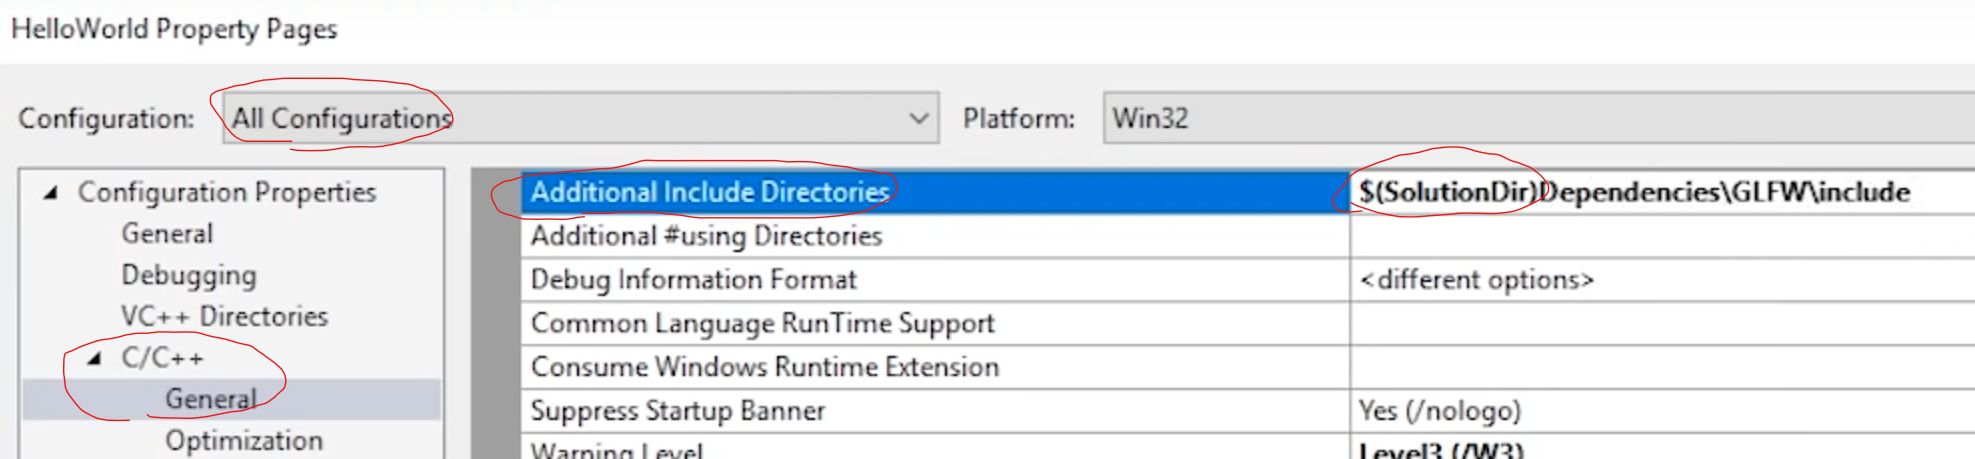 HelloWorld Property Pages
Configuration: All Configurations Platform: Win32
Configuration Properties
General
Debugging
VC++ Directories
C/C++
General
Optimization
Additional Include Directories $(SolutionDir)Dependencies\GLFW\include
Additional #using Directories
Debug Information Format <different options>
Common Language RunTime Support
Consume Windows Runtime Extension
Suppress Startup Banner Yes (/nologo)
Warning Level Level3 (/W3)